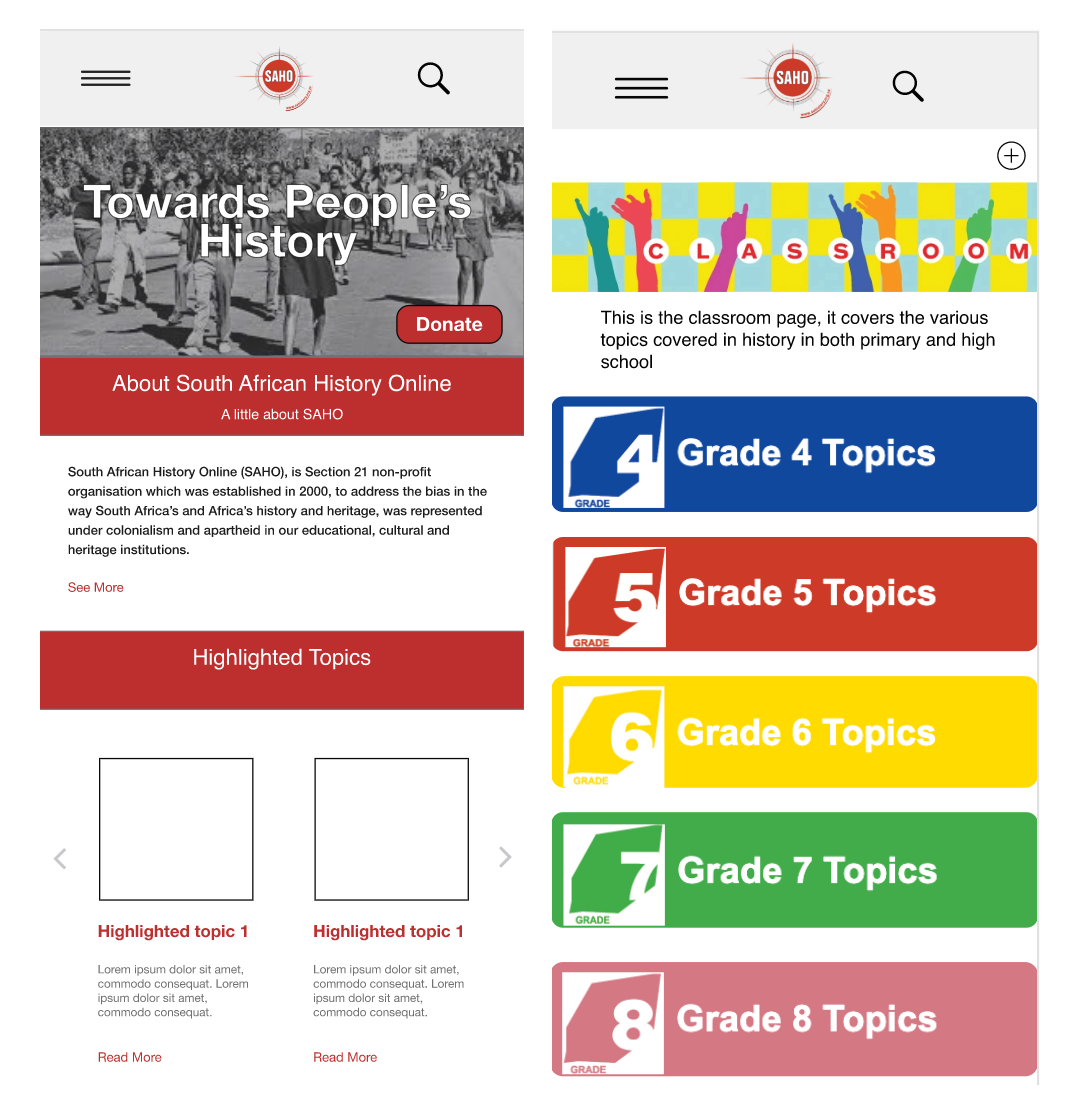 SAHO
Towards People's
History
Donate
About South African History Online
A little about SAHO
South African History Online (SAHO), is Section 21 non-profit
organisation which was established in 2000, to address the bias in the
way South Africa's and Africa's history and heritage, was represented
under colonialism and apartheid in our educational, cultural and
heritage institutions.
See More
Highlighted Topics
Highlighted topic 1
Lorem ipsum dolor sit amet,
commodo consequat. Lorem
ipsum dolor sit amet,
commodo consequat.
Read More
Highlighted topic 1
Lorem ipsum dolor sit amet,
commodo consequat. Lorem
ipsum dolor sit amet,
commodo consequat.
Read More
SAHO
CLASSROOM
This is the classroom page, it covers the various
topics covered in history in both primary and high
school
4
GRADE
Grade 4 Topics
5
GRADE
Grade 5 Topics
6
GRADE
Grade 6 Topics
7
GRADE
Grade 7 Topics
8
GRADE
Grade 8 Topics